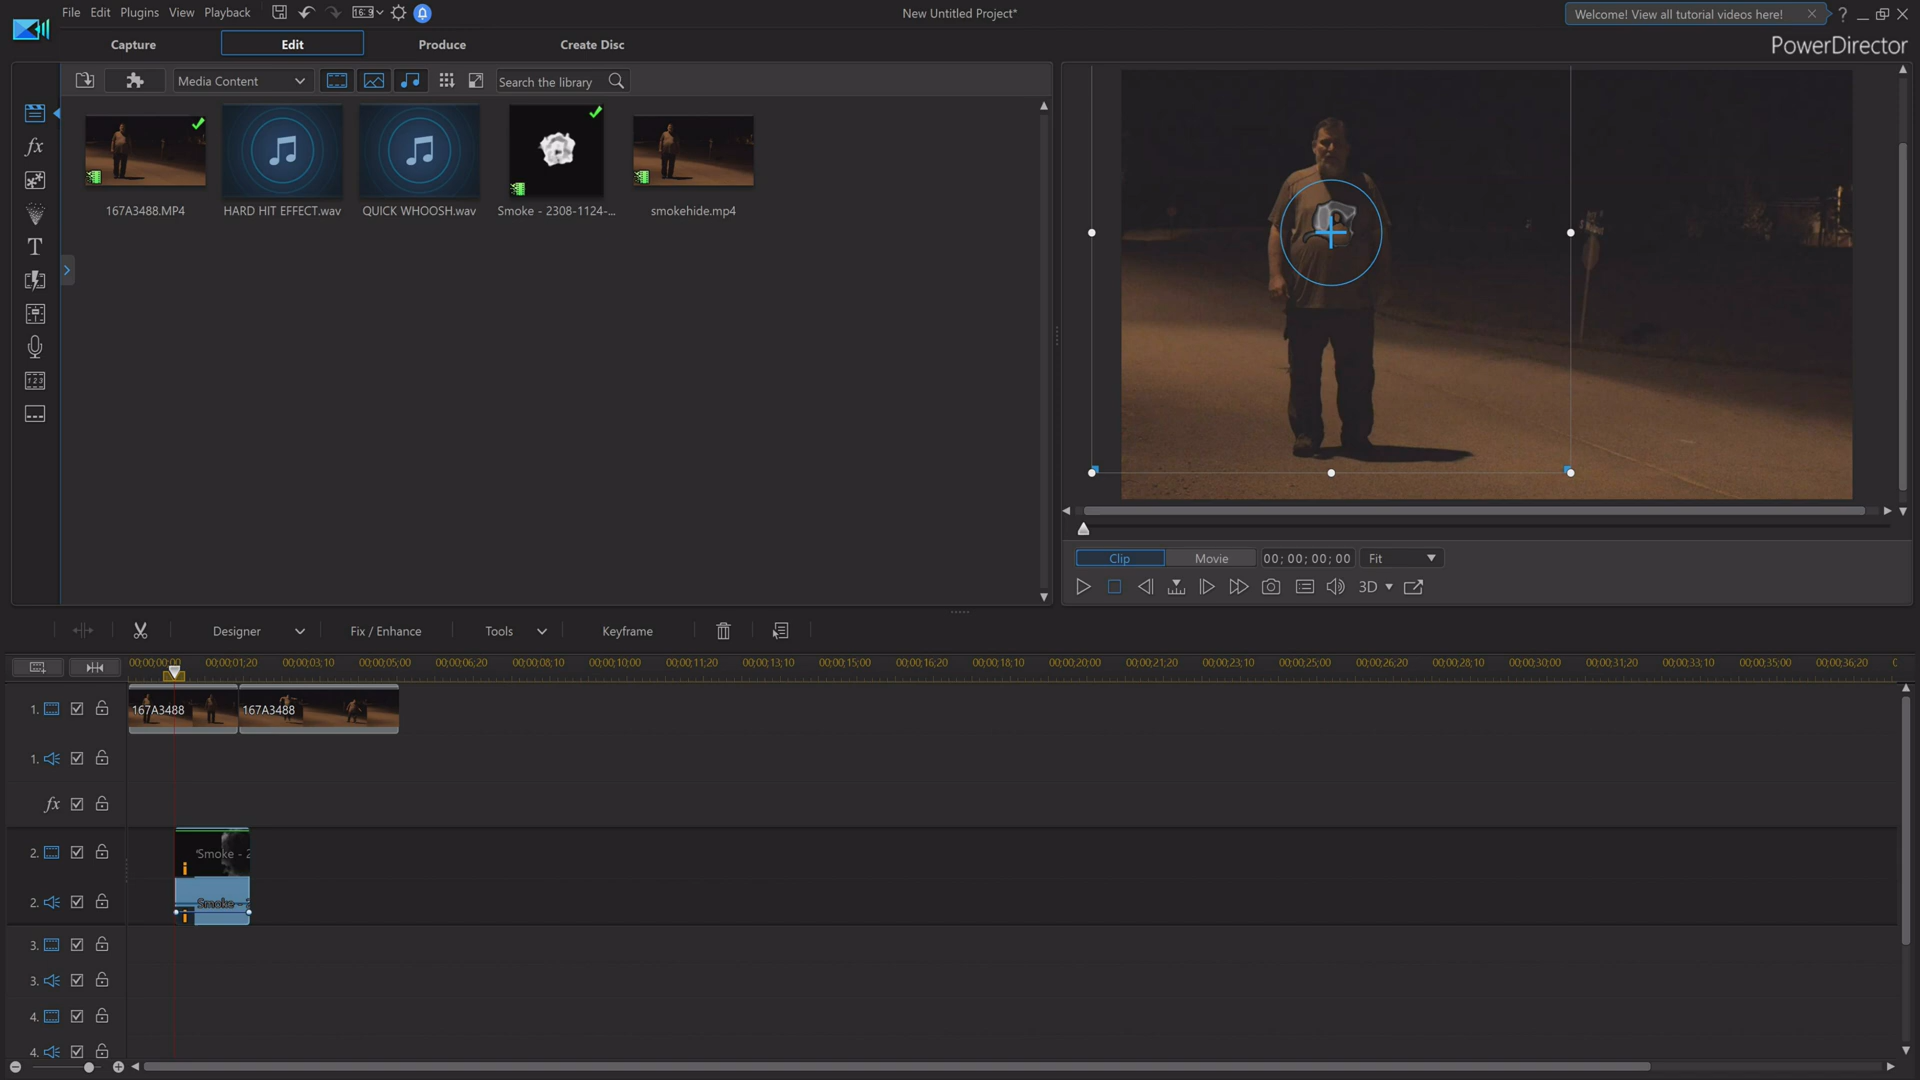 File Edit Plugins View Playback
16:9
New Untitled Project*
Welcome! View all tutorial videos here!
?
Capture Edit Produce Create Disc
PowerDirector
Media Content
Search the library
167A3488.MP4
HARD HIT EFFECT.wav
QUICK WHOOSH.wav
Smoke - 2308-1124-...
smokehide.mp4
fx
T
1 2 3
Clip Movie 00; 00; 00; 00 Fit
3D
Designer Fix / Enhance Tools Keyframe
00;00;00;00 00;00;01;20 00;00;03;10 00;00;05;00 00;00;06;20 00;00;08;10 00;00;10;00 00;00;11;20 00;00;13;10 00;00;15;00 00;00;16;20 00;00;18;10 00;00;20;00 00;00;21;20 00;00;23;10 00;00;25;00 00;00;26;20 00;00;28;10 00;00;30;00 00;00;31;20 00;00;33;10 00;00;35;00 00;00;36;20
1. 167A3488 167A3488
1.
fx
2. Smoke - 2
2. Smoke -
3.
3.
4.
4.